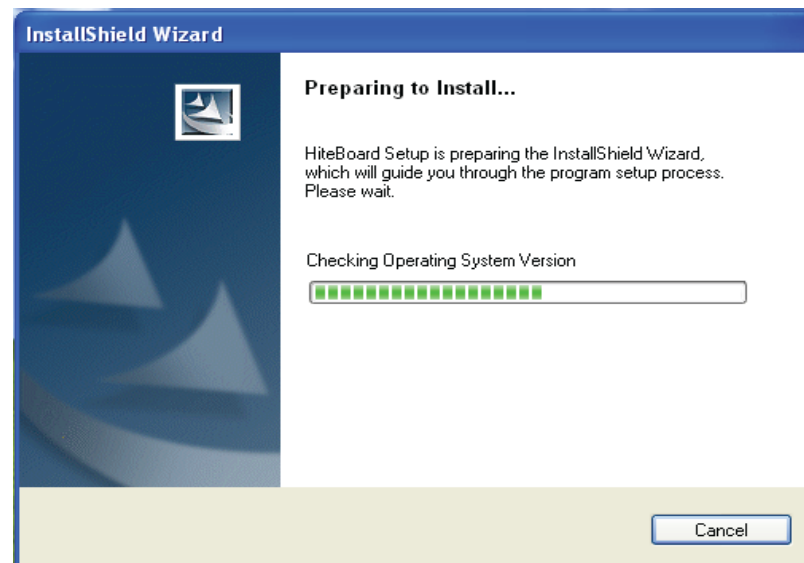 InstallShield Wizard
Preparing to Install...
HiteBoard Setup is preparing the InstallShield Wizard,
which will guide you through the program setup process.
Please wait.
Checking Operating System Version
Cancel